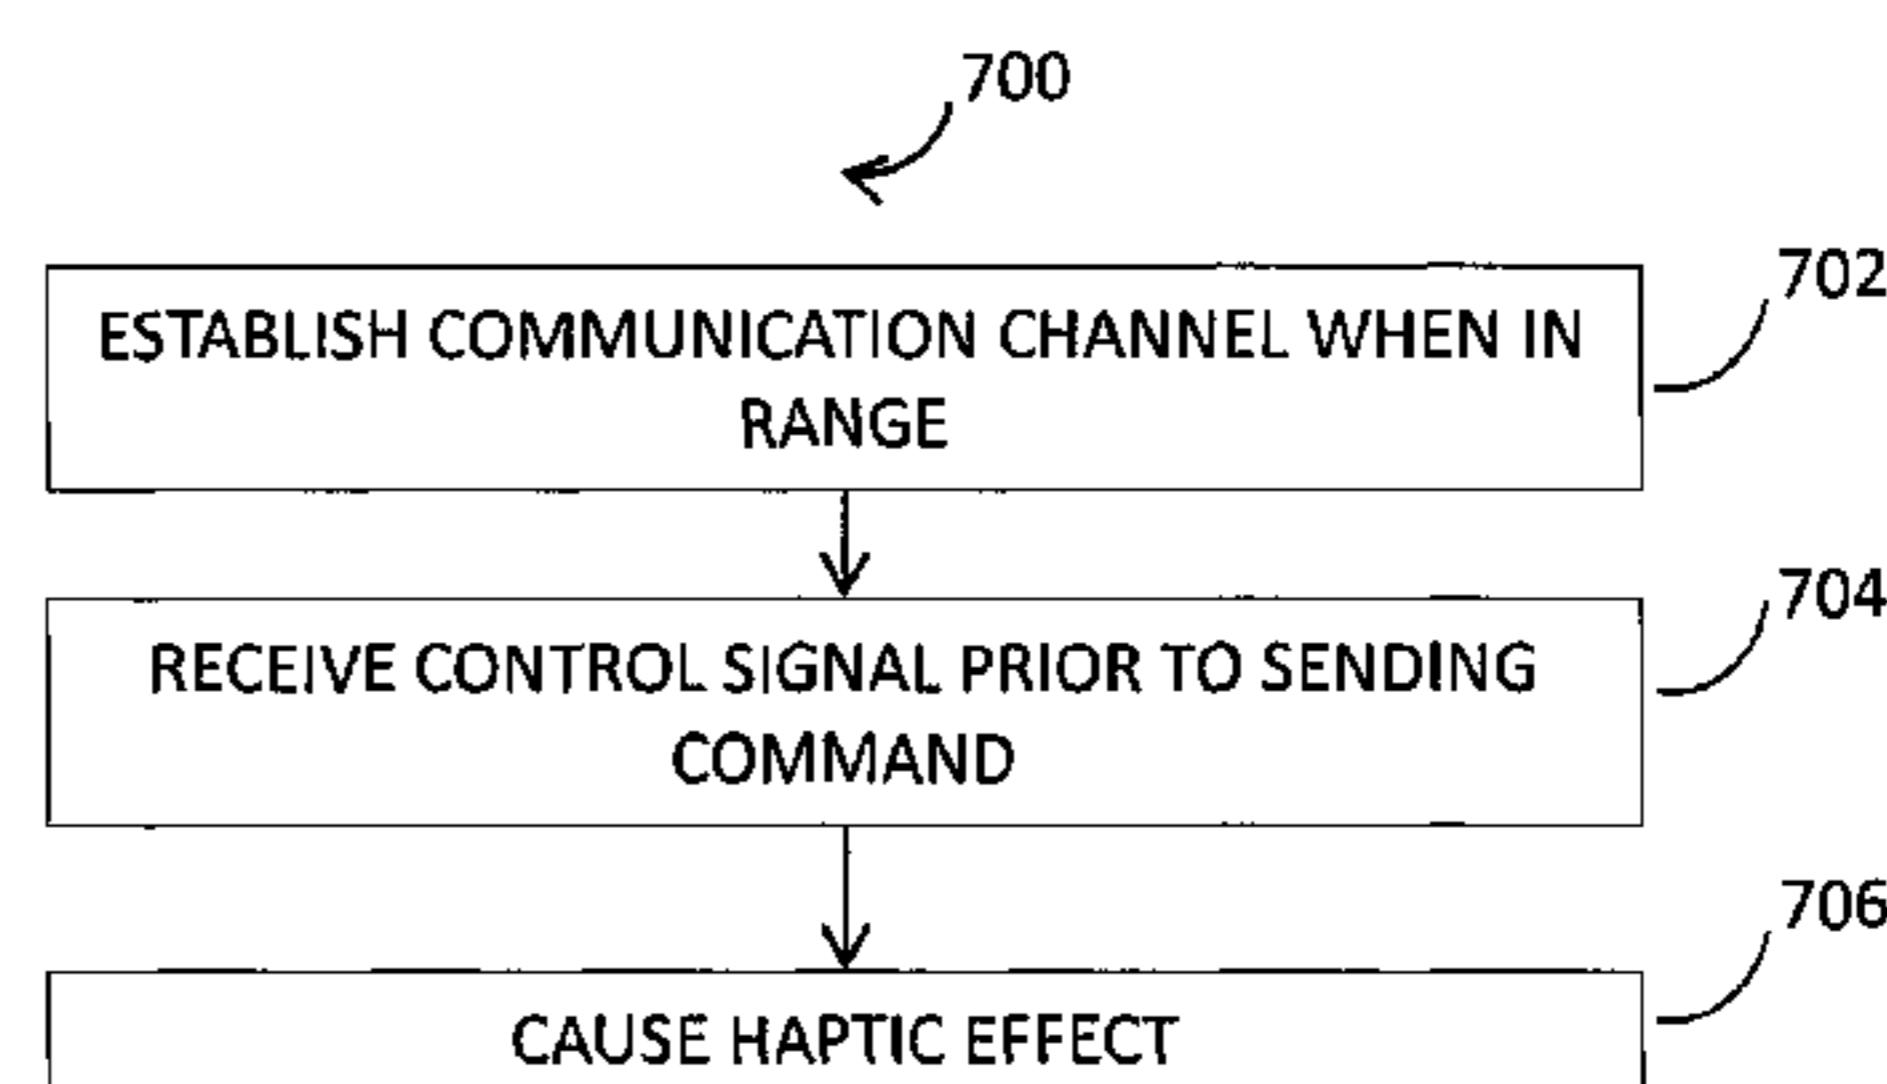 700
702
ESTABLISH COMMUNICATION CHANNEL WHEN IN
RANGE
704
RECEIVE CONTROL SIGNAL PRIOR TO SENDING
COMMAND
706
CAUSE HAPTIC EFFECT